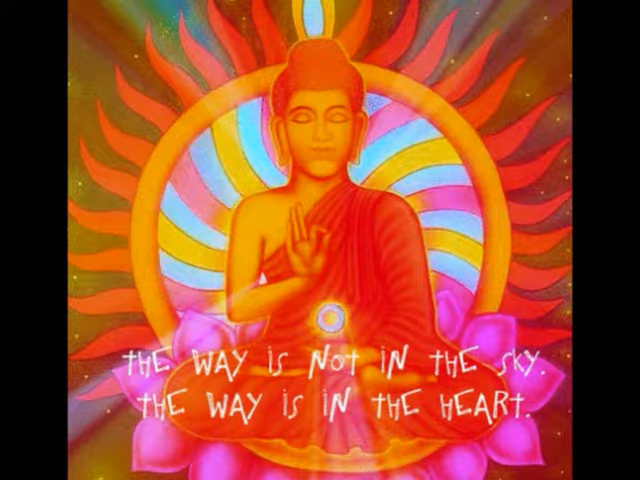 THE WAY IS NOT IN THE SKY.
THE WAY IS IN THE HEART.